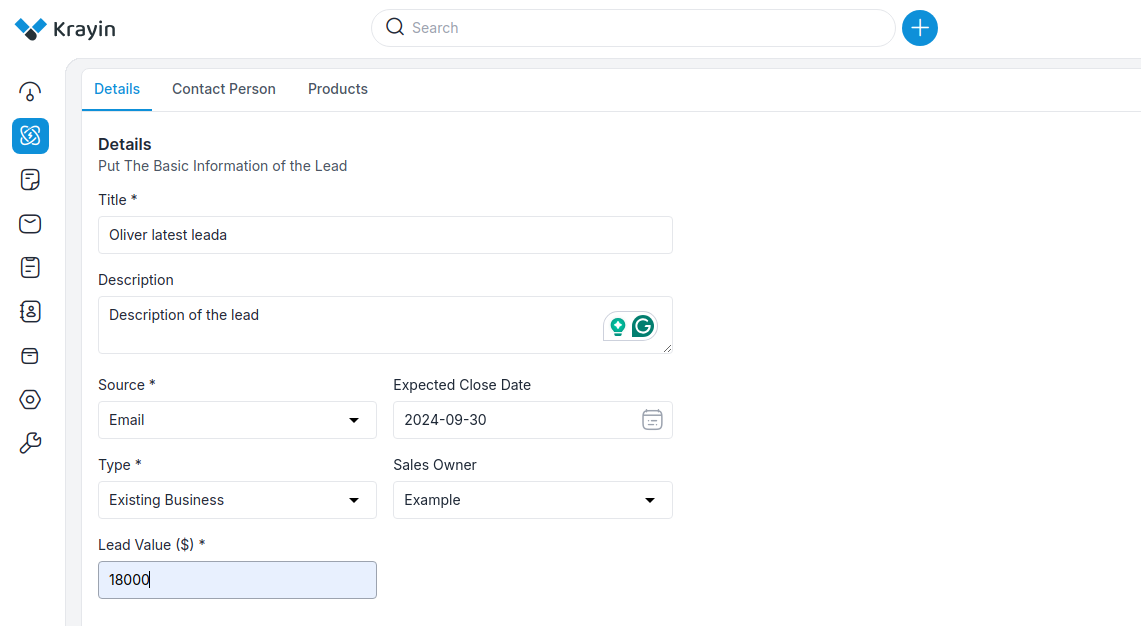 Krayin
Search
Details Contact Person Products
Details
Put The Basic Information of the Lead
Title *
Oliver latest leada
Description
Description of the lead
Source * Expected Close Date
Email 2024-09-30
Type * Sales Owner
Existing Business Example
Lead Value ($) *
18000